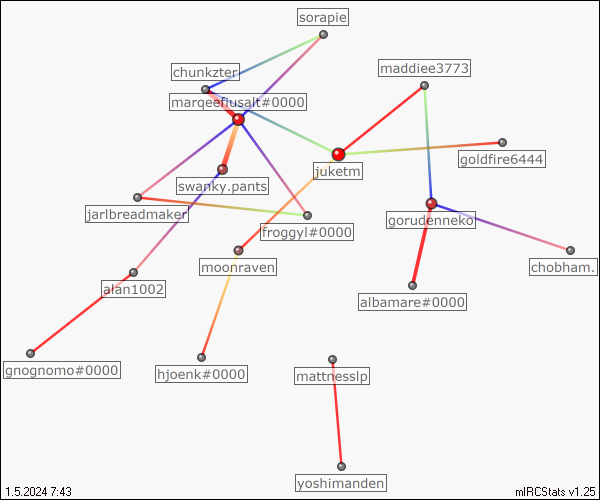 sorapie
chunkzter
maddiee3773
marqeefiusalt#0000
goldfire6444
juketm
swanky.pants
jarlbreadmaker
gorudenneko
froggyl#0000
moonraven
chobham.
alan1002
albamare#0000
gnognomo#0000
hjoenk#0000
mattnesslp
yoshimanden
1.5.2024 7:43
mIRCStats v1.25